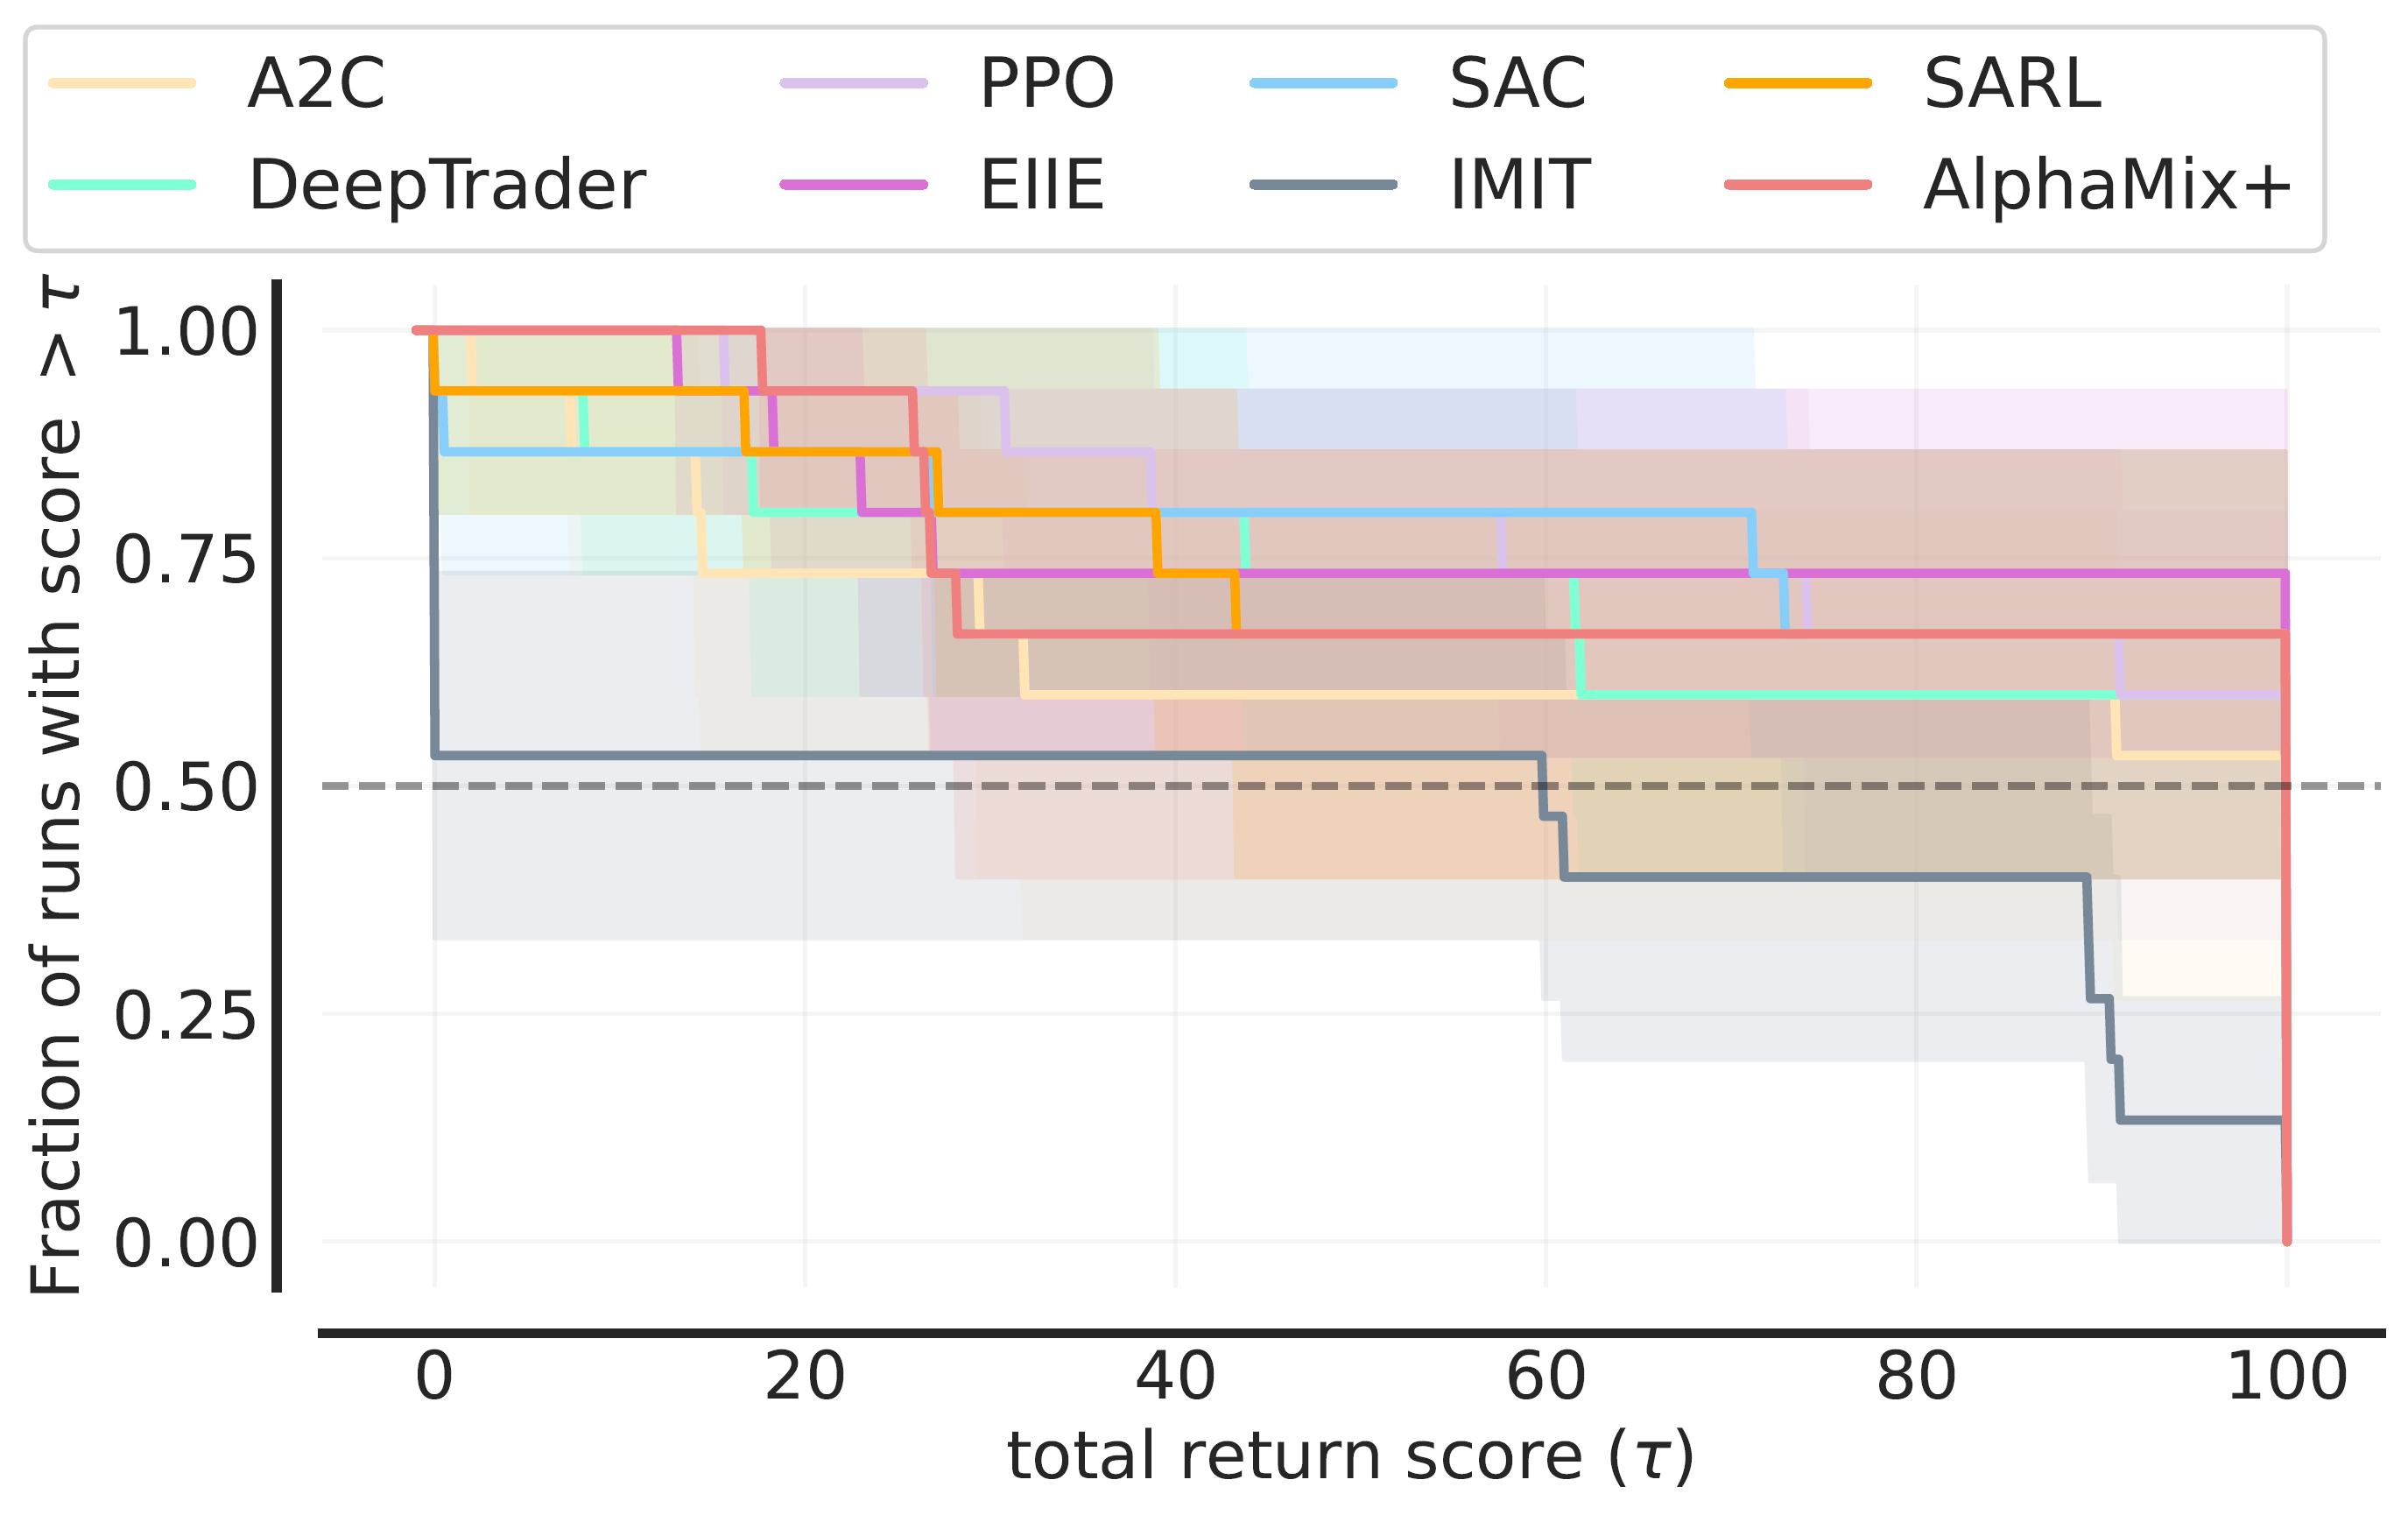 A2C PPO SAC SARL
DeepTrader EIIE IMIT AlphaMix+
Fraction of runs with score > τ
1.00
0.75
0.50
0.25
0.00
0 20 40 60 80 100
total return score (τ)